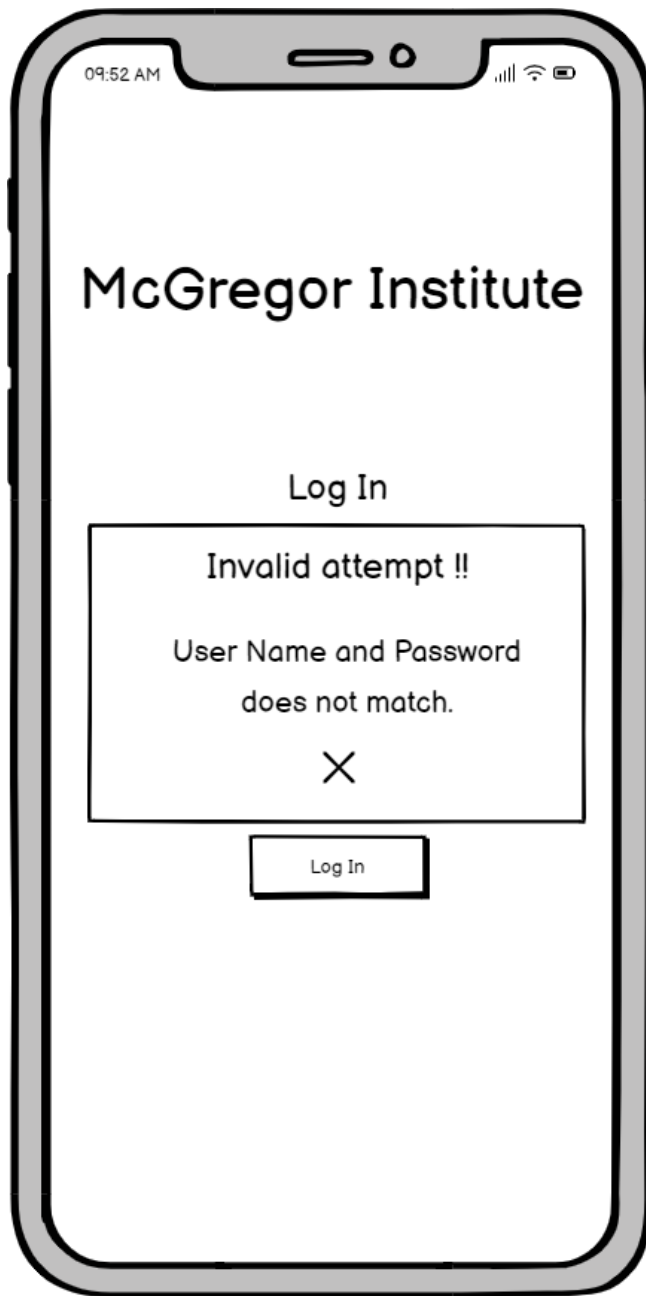 09:52 AM
McGregor Institute
Log In
Invalid attempt !!
User Name and Password
does not match.
Log In